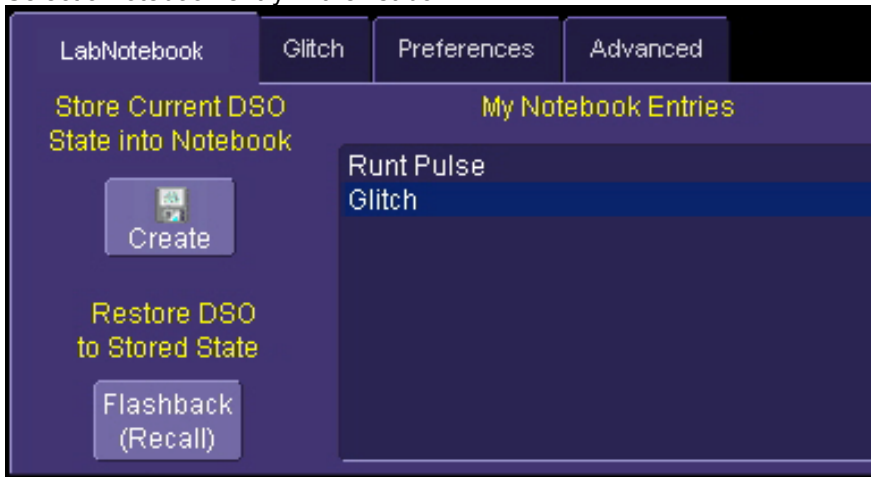 LabNotebook Glitch Preferences Advanced
Store Current DSO
State into Notebook
My Notebook Entries
Runt Pulse
Glitch
Create
Restore DSO
to Stored State
Flashback
(Recall)